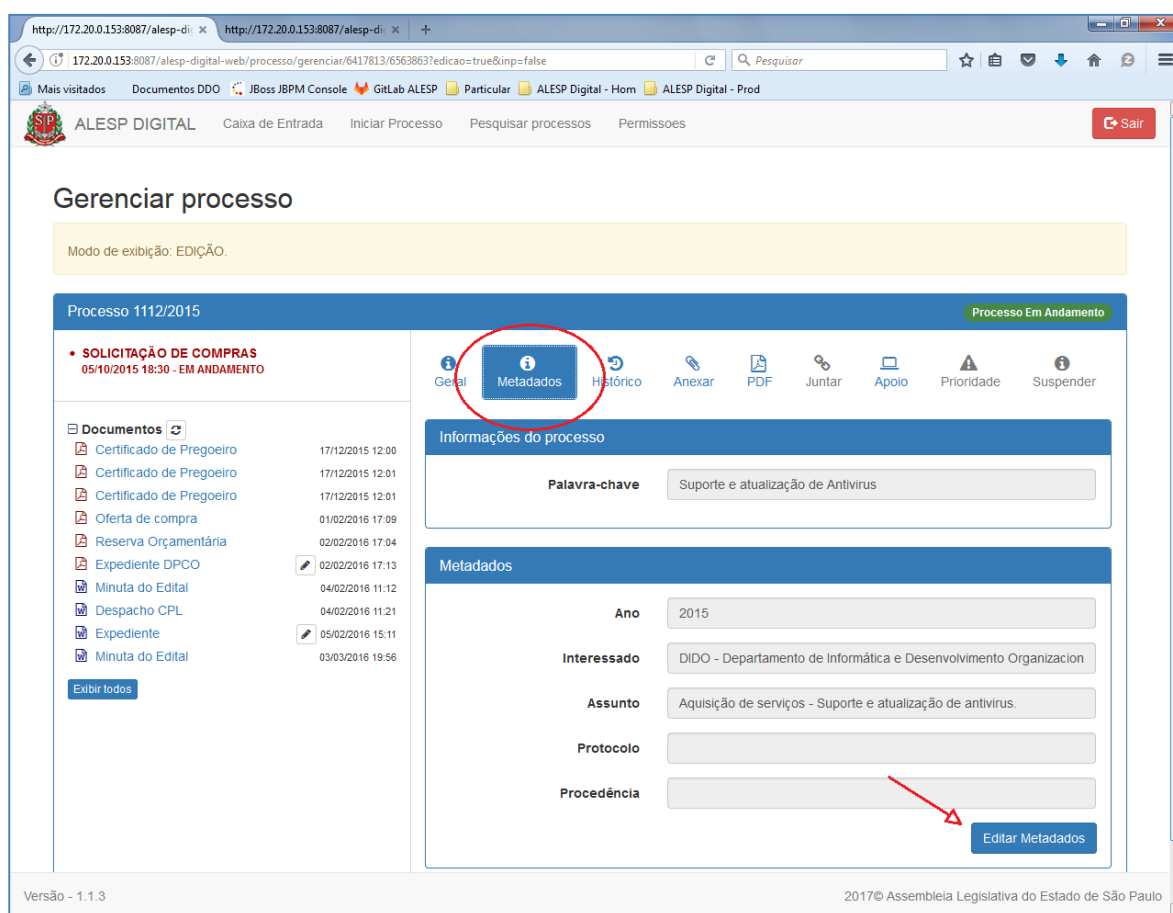 http://172.20.0.153:8087/alesp-di × http://172.20.0.153:8087/alesp-di × +
172.20.0.153:8087/alesp-digital-web/processo/gerenciar/6417813/6563863?edicao=true&inp=false Pesquisar
Mais visitados Documentos DDO JBoss JBPM Console GitLab ALESP Particular ALESP Digital - Hom ALESP Digital - Prod
ALESP DIGITAL Caixa de Entrada Iniciar Processo Pesquisar processos Permissoes Sair
Gerenciar processo
Modo de exibição: EDIÇÃO.
Processo 1112/2015 Processo Em Andamento
• SOLICITAÇÃO DE COMPRAS
05/10/2015 18:30 - EM ANDAMENTO
Geral Metadados Histórico Anexar PDF Juntar Apoio Prioridade Suspender
Documentos
Certificado de Pregoeiro 17/12/2015 12:00
Certificado de Pregoeiro 17/12/2015 12:01
Certificado de Pregoeiro 17/12/2015 12:01
Oferta de compra 01/02/2016 17:09
Reserva Orçamentária 02/02/2016 17:04
Expediente DPCO 02/02/2016 17:13
Minuta do Edital 04/02/2016 11:12
Despacho CPL 04/02/2016 11:21
Expediente 05/02/2016 15:11
Minuta do Edital 03/03/2016 19:56
Exibir todos
Informações do processo
Palavra-chave Suporte e atualização de Antivirus
Metadados
Ano 2015
Interessado DIDO - Departamento de Informática e Desenvolvimento Organizacion
Assunto Aquisição de serviços - Suporte e atualização de antivirus.
Protocolo
Procedência
Editar Metadados
Versão - 1.1.3 2017© Assembleia Legislativa do Estado de São Paulo